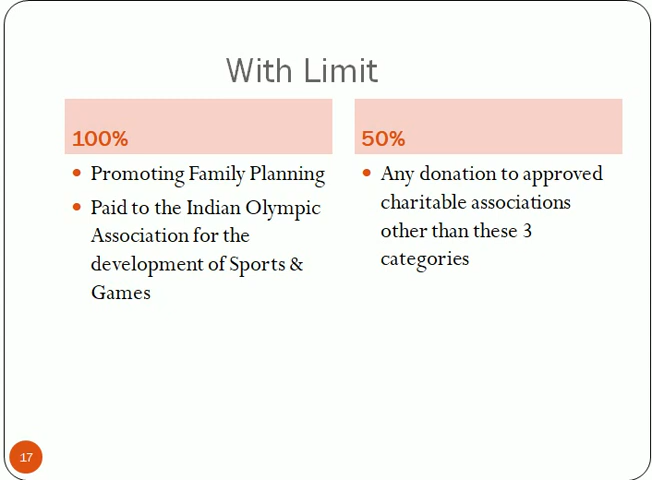 With Limit
100%
• Promoting Family Planning
• Paid to the Indian Olympic
Association for the
development of Sports &
Games
50%
• Any donation to approved
charitable associations
other than these 3
categories
17